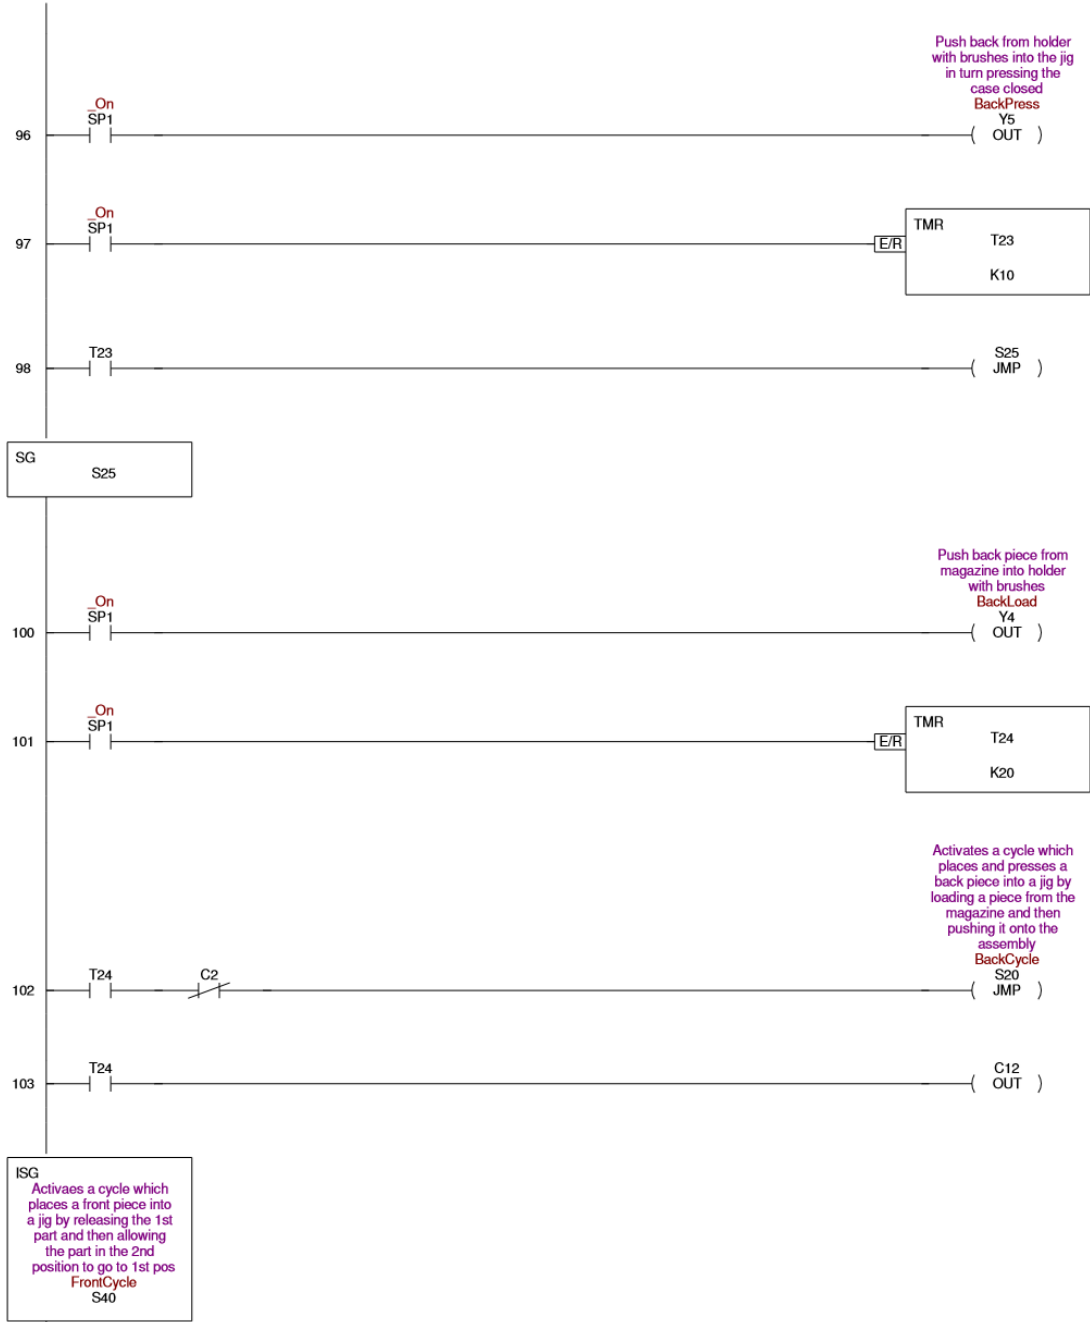 Push back from holder
with brushes into the jig
in turn pressing the
case closed
BackPress
_On
SP1
Y5
96
OUT
_On
SP1
97
E/R
TMR
T23
K10
T23
S25
98
JMP
SG
S25
Push back piece from
magazine into holder
with brushes
BackLoad
_On
SP1
Y4
100
OUT
_On
SP1
101
E/R
TMR
T24
K20
Activates a cycle which
places and presses a
back piece into a jig by
loading a piece from the
magazine and then
pushing it onto the
assembly
BackCycle
T24
C2
S20
102
JMP
T24
C12
103
OUT
ISG
Activaes a cycle which
places a front piece into
a jig by releasing the 1st
part and then allowing
the part in the 2nd
position to go to 1st pos
FrontCycle
S40